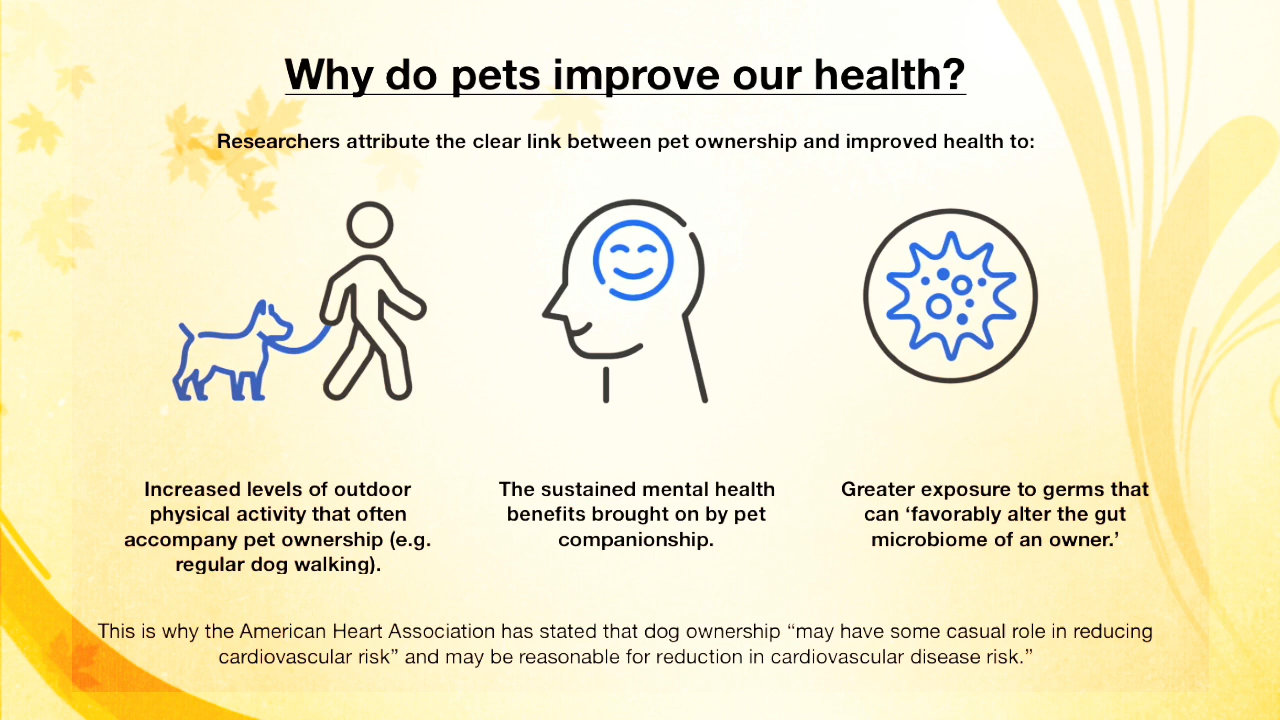 Why do pets improve our health?
Researchers attribute the clear link between pet ownership and improved health to:
Increased levels of outdoor
physical activity that often
accompany pet ownership (e.g.
regular dog walking).
The sustained mental health
benefits brought on by pet
companionship.
Greater exposure to germs that
can ‘favorably alter the gut
microbiome of an owner.’
This is why the American Heart Association has stated that dog ownership “may have some casual role in reducing
cardiovascular risk” and may be reasonable for reduction in cardiovascular disease risk.”